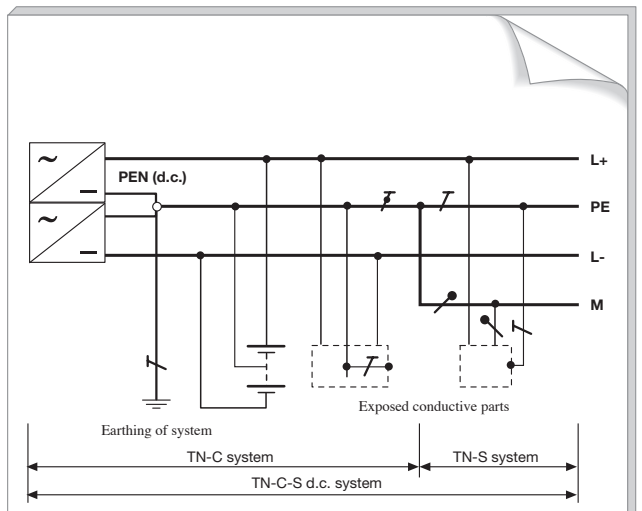 ~
L+
PEN (d.c.)
PE
~
L-
M
Exposed conductive parts
Earthing of system
TN-C system
TN-S system
TN-C-S d.c. system